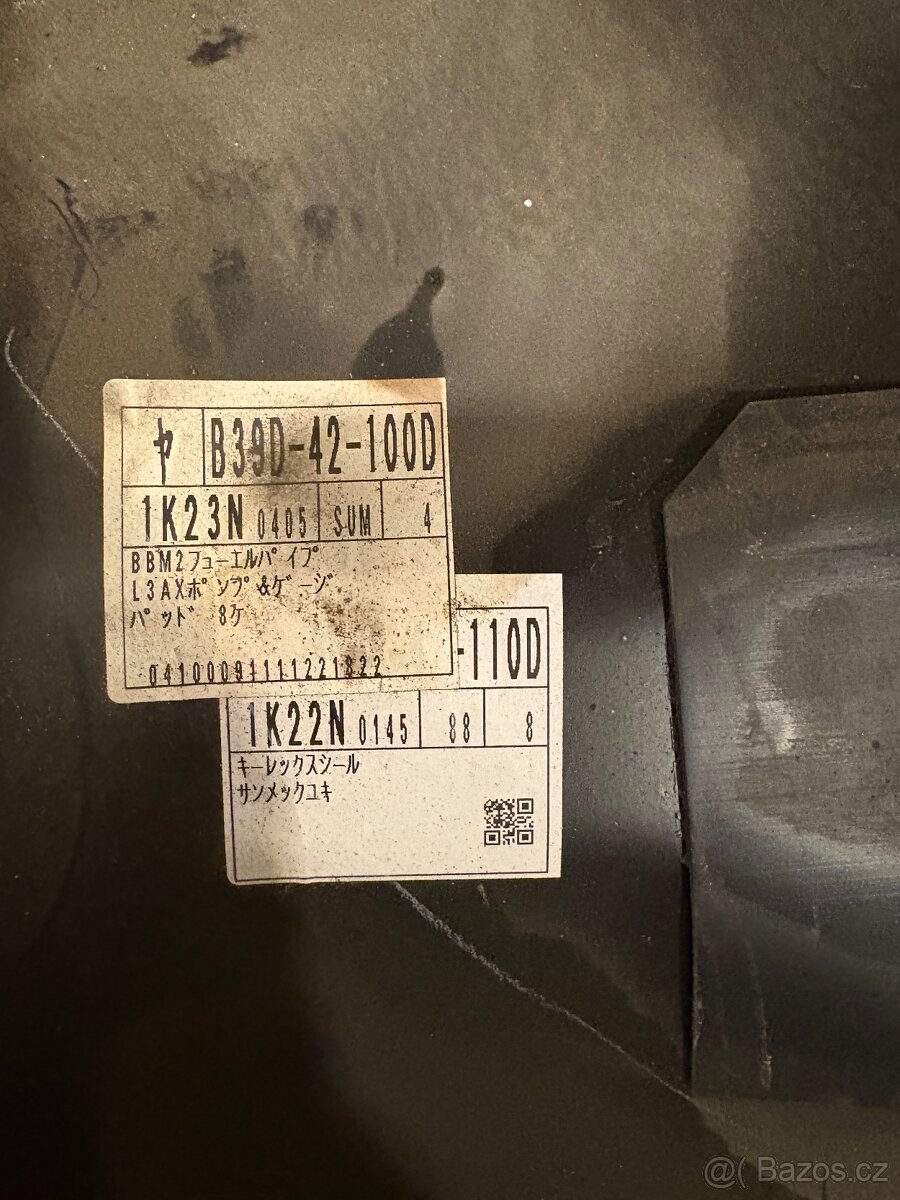 ヤ B39D-42-100D
1K23N 0405 SUM 4
BBM2フューエルパイプ
L3AXポンプ&ゲージ
パッド 8ケ
04100091111221322
-110D
1K22N 0145 88 8
キーレックスシール
サンメックユキ
@( Bazos.cz